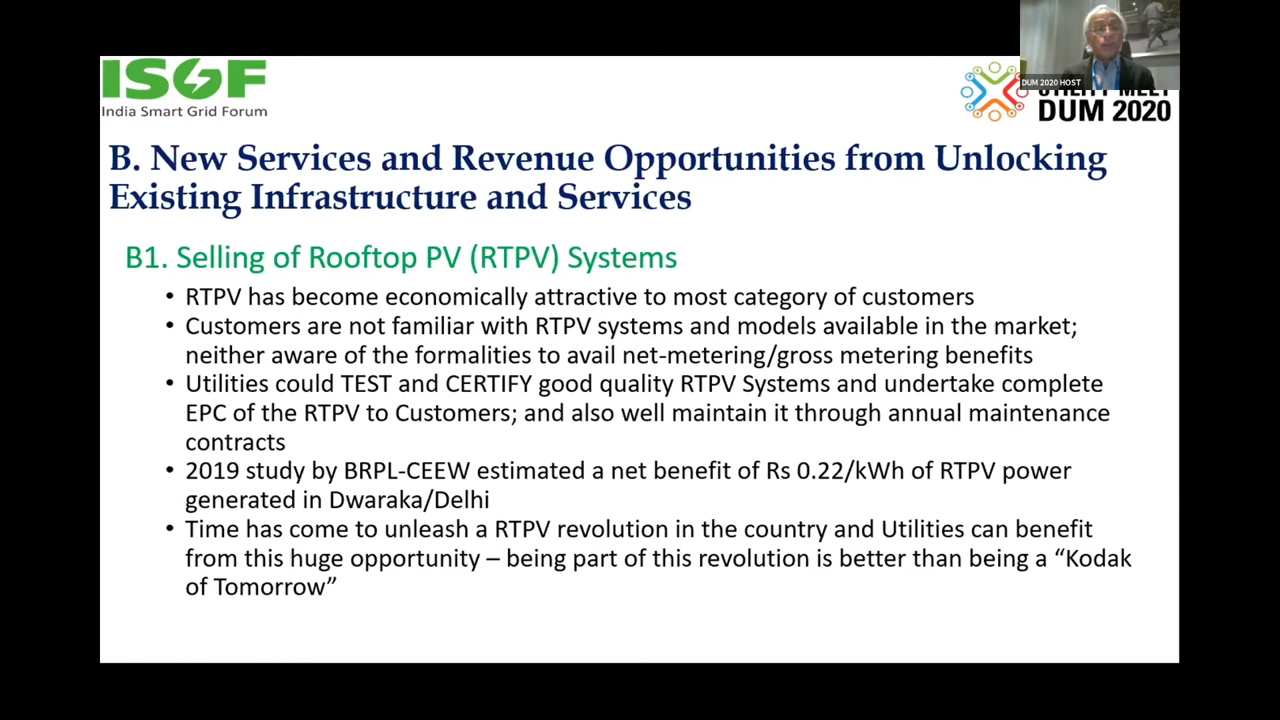 ISGF
India Smart Grid Forum
DUM 2020 HOST
UTILITY MEET
DUM 2020
B. New Services and Revenue Opportunities from Unlocking
Existing Infrastructure and Services
B1. Selling of Rooftop PV (RTPV) Systems
• RTPV has become economically attractive to most category of customers
• Customers are not familiar with RTPV systems and models available in the market;
neither aware of the formalities to avail net-metering/gross metering benefits
• Utilities could TEST and CERTIFY good quality RTPV Systems and undertake complete
EPC of the RTPV to Customers; and also well maintain it through annual maintenance
contracts
• 2019 study by BRPL-CEEW estimated a net benefit of Rs 0.22/kWh of RTPV power
generated in Dwaraka/Delhi
• Time has come to unleash a RTPV revolution in the country and Utilities can benefit
from this huge opportunity – being part of this revolution is better than being a “Kodak
of Tomorrow”